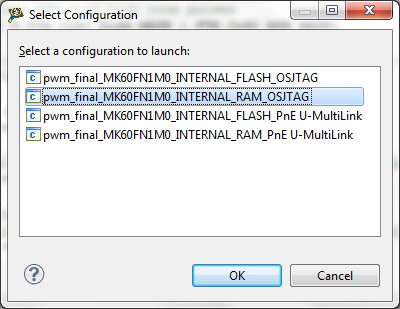 Select Configuration
Select a configuration to launch:
c pwm_final_MK60FN1M0_INTERNAL_FLASH_OSJTAG
c pwm_final_MK60FN1M0_INTERNAL_RAM_OSJTAG
c pwm_final_MK60FN1M0_INTERNAL_FLASH_PnE U-MultiLink
c pwm_final_MK60FN1M0_INTERNAL_RAM_PnE U-MultiLink
?
OK
Cancel